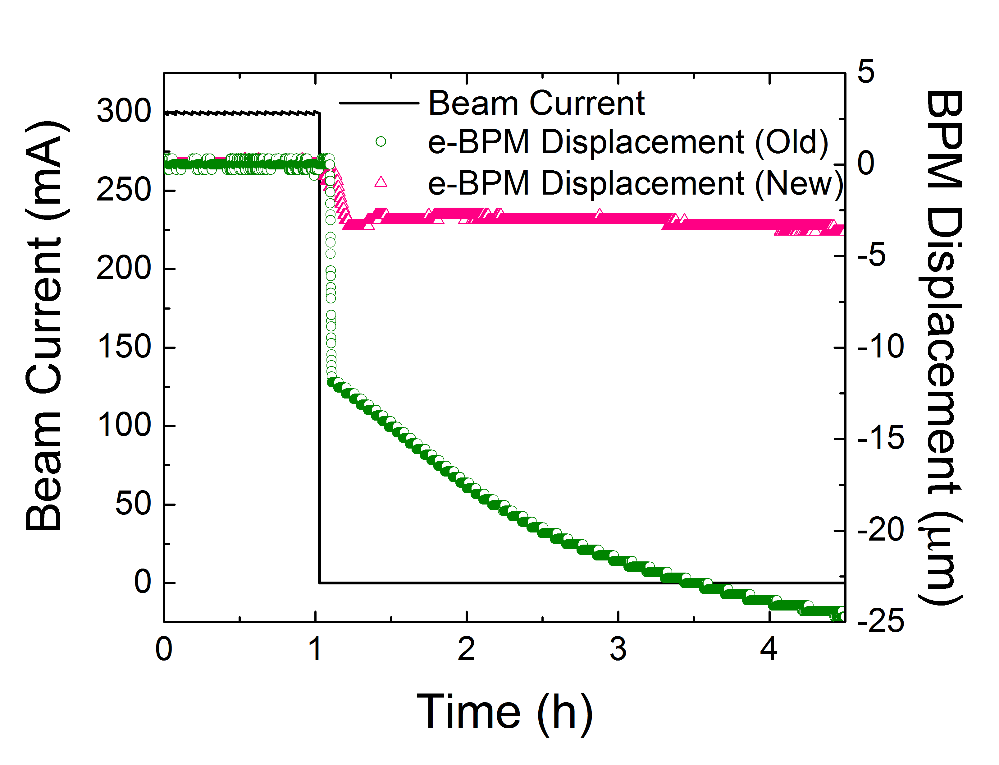 Beam Current (mA)
300
250
200
150
100
50
0
Beam Current
e-BPM Displacement (Old)
e-BPM Displacement (New)
5
0
-5
-10
-15
-20
-25
BPM Displacement (μm)
0 1 2 3 4
Time (h)